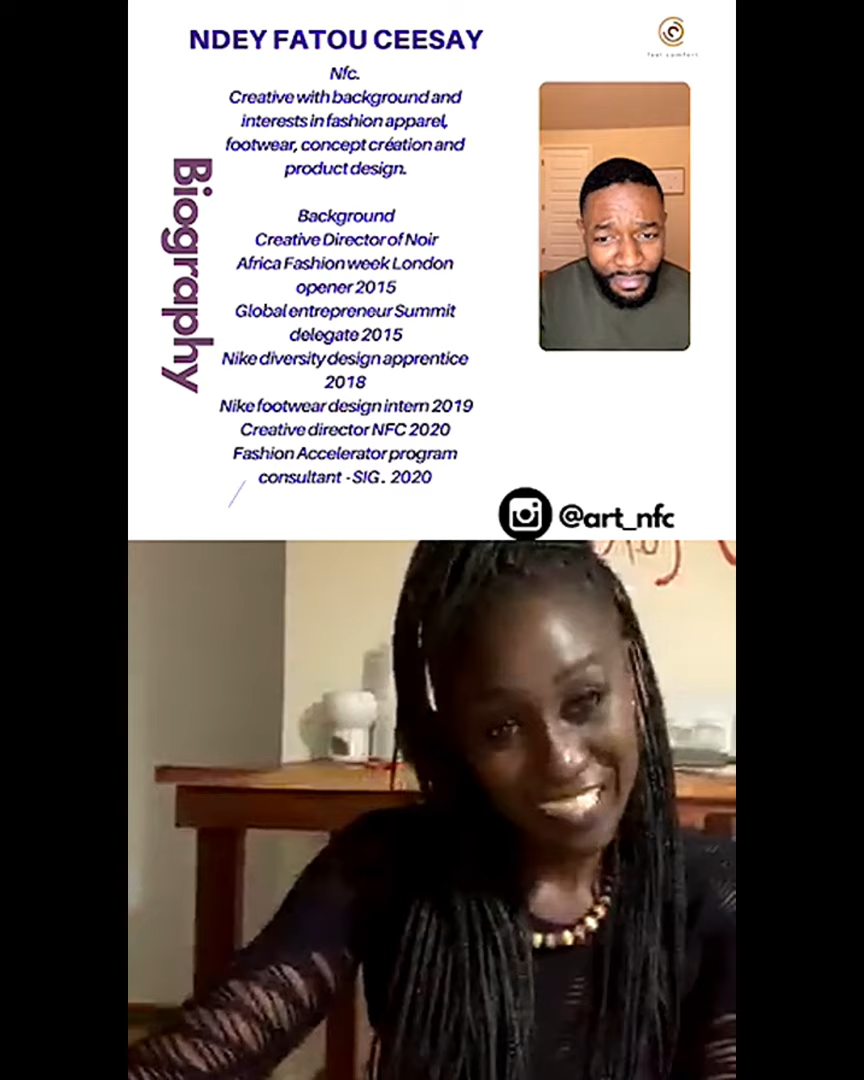 NDEY FATOU CEESAY
Nfc.
Creative with background and
interests in fashion apparel,
footwear, concept création and
product design.
Background
Creative Director of Noir
Africa Fashion week London
opener 2015
Global entrepreneur Summit
delegate 2015
Nike diversity design apprentice
2018
Nike footwear design intern 2019
Creative director NFC 2020
Fashion Accelerator program
consultant - SIG. 2020
Biography
feel comfort
@art_nfc